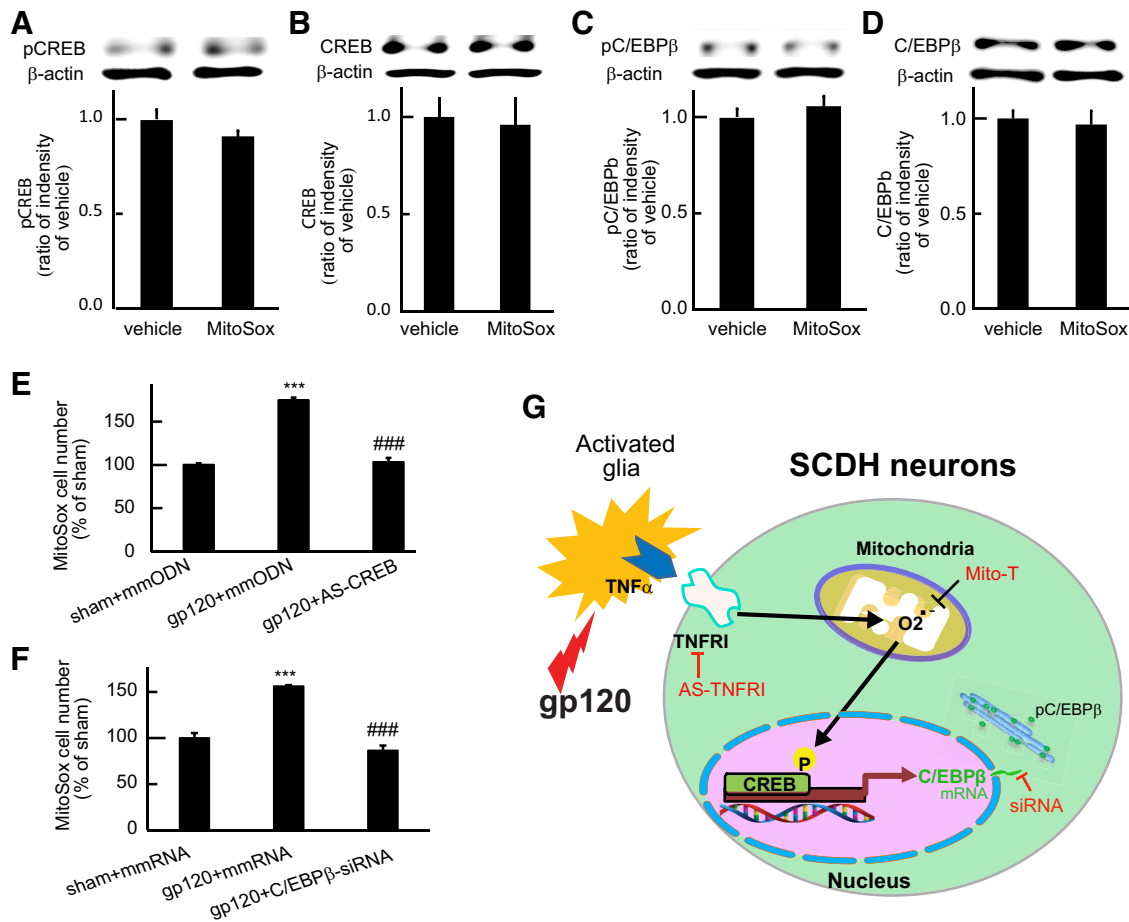 A
pCREB
β-actin
pCREB
(ratio of indensity
of vehicle)
1.0
0.5
0.0
vehicle MitoSox
B
CREB
β-actin
CREB
(ratio of indensity
of vehicle)
1.0
0.5
0.0
vehicle MitoSox
C
pC/EBPβ
β-actin
pC/EBPb
(ratio of indensity
of vehicle)
1.0
0.5
0.0
vehicle MitoSox
D
C/EBPβ
β-actin
C/EBPb
(ratio of indensity
of vehicle)
1.0
0.5
0.0
vehicle MitoSox
E
MitoSox cell number
(% of sham)
150
100
50
0
***
###
sham+mmODN
gp120+mmODN
gp120+AS-CREB
F
MitoSox cell number
(% of sham)
150
100
50
0
***
###
sham+mmRNA
gp120+mmRNA
gp120+C/EBPβ-siRNA
G
Activated
glia
SCDH neurons
TNFα
gp120
TNFRI
AS-TNFRI
Mitochondria
Mito-T
O2▪-
pC/EBPβ
P
CREB
C/EBPβ
mRNA
siRNA
Nucleus